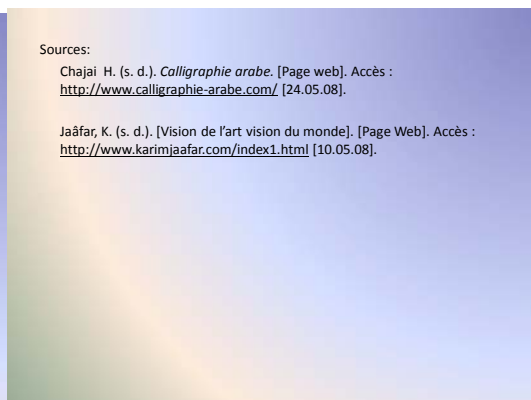 Sources:
Chajai H. (s. d.). Calligraphie arabe. [Page web]. Accès :
http://www.calligraphie-arabe.com/ [24.05.08].
Jaâfar, K. (s. d.). [Vision de l’art vision du monde]. [Page Web]. Accès :
http://www.karimjaafar.com/index1.html [10.05.08].